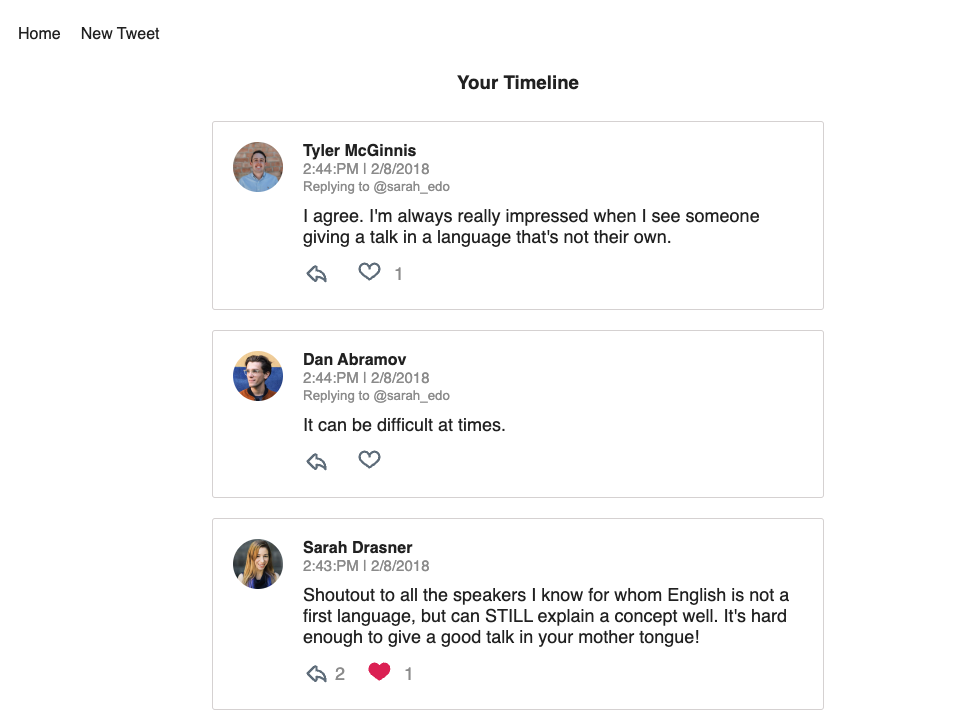 Home New Tweet
Your Timeline
Tyler McGinnis
2:44:PM | 2/8/2018
Replying to @sarah_edo
I agree. I'm always really impressed when I see someone
giving a talk in a language that's not their own.
1
Dan Abramov
2:44:PM | 2/8/2018
Replying to @sarah_edo
It can be difficult at times.
Sarah Drasner
2:43:PM | 2/8/2018
Shoutout to all the speakers I know for whom English is not a
first language, but can STILL explain a concept well. It's hard
enough to give a good talk in your mother tongue!
2 1